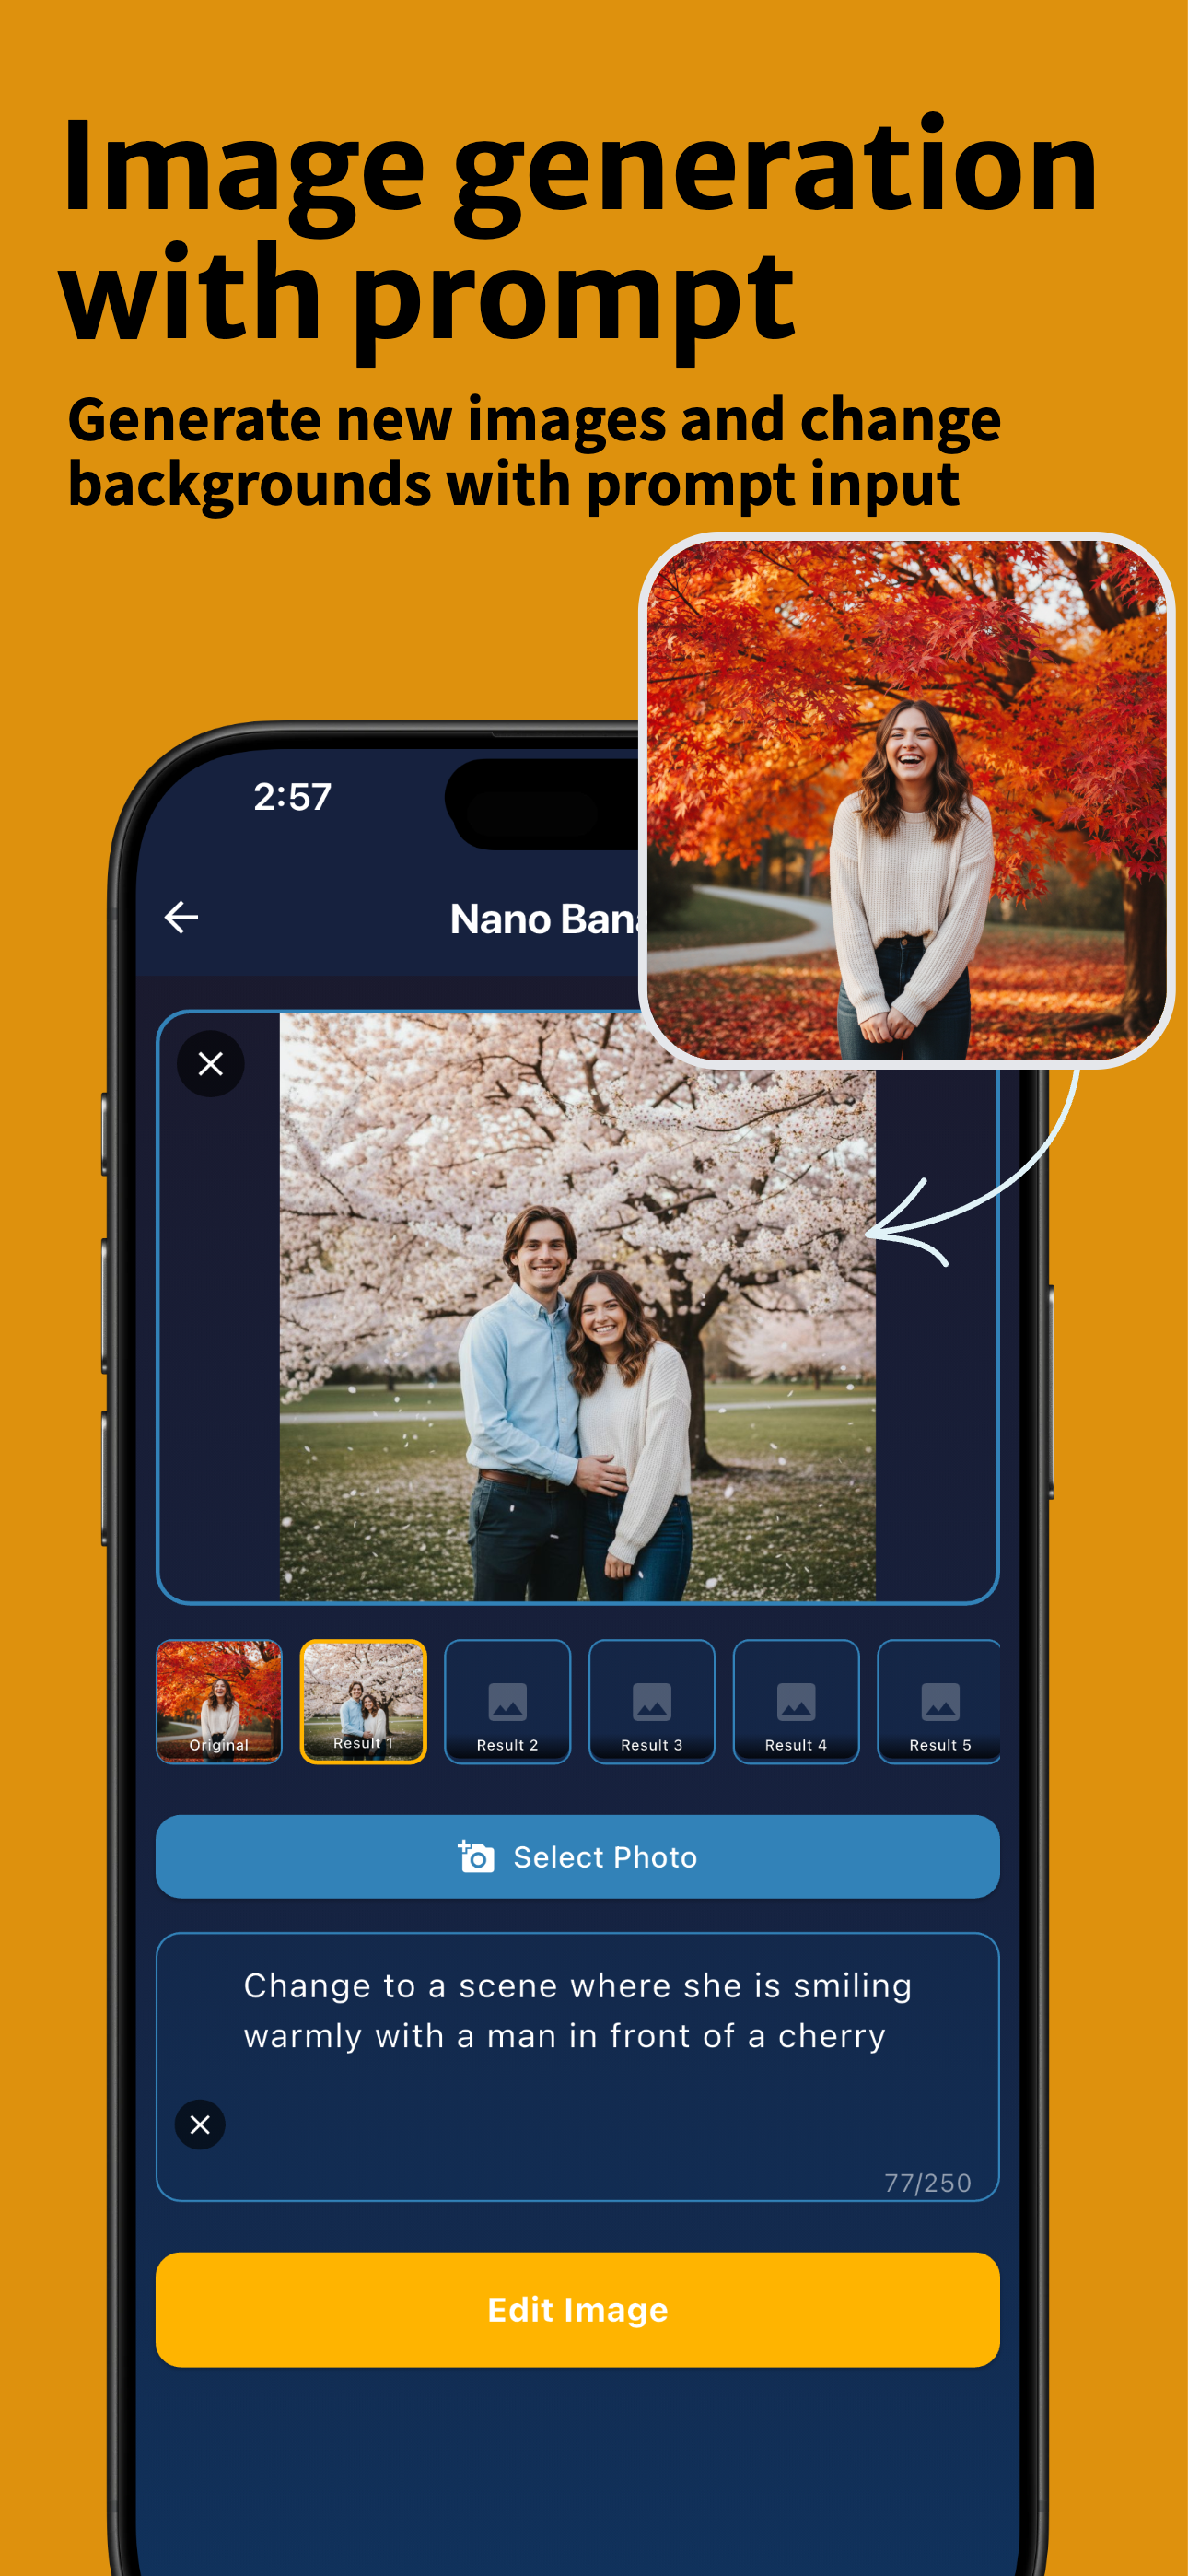 Image generation
with prompt
Generate new images and change
backgrounds with prompt input
2:57
Nano
Original
Result 1
Result 2
Result 3
Result 4
Result 5
Select Photo
Change to a scene where she is smiling
warmly with a man in front of a cherry
77/250
Edit Image